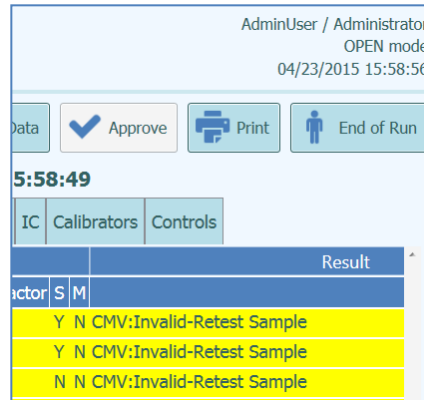 AdminUser / Administrator
OPEN mode
04/23/2015 15:58:56
Data Approve Print End of Run
5:58:49
IC Calibrators Controls
Result
actor S M
Y N CMV:Invalid-Retest Sample
Y N CMV:Invalid-Retest Sample
N N CMV:Invalid-Retest Sample